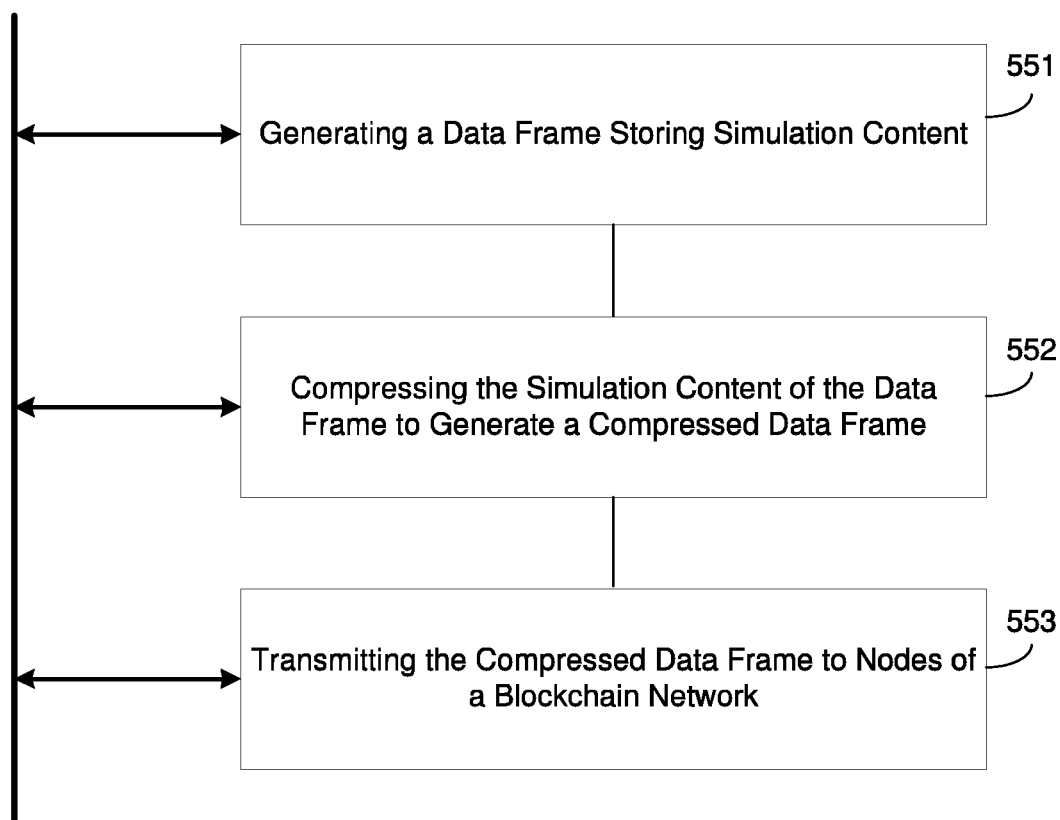 551
Generating a Data Frame Storing Simulation Content
552
Compressing the Simulation Content of the Data
Frame to Generate a Compressed Data Frame
553
Transmitting the Compressed Data Frame to Nodes of
a Blockchain Network